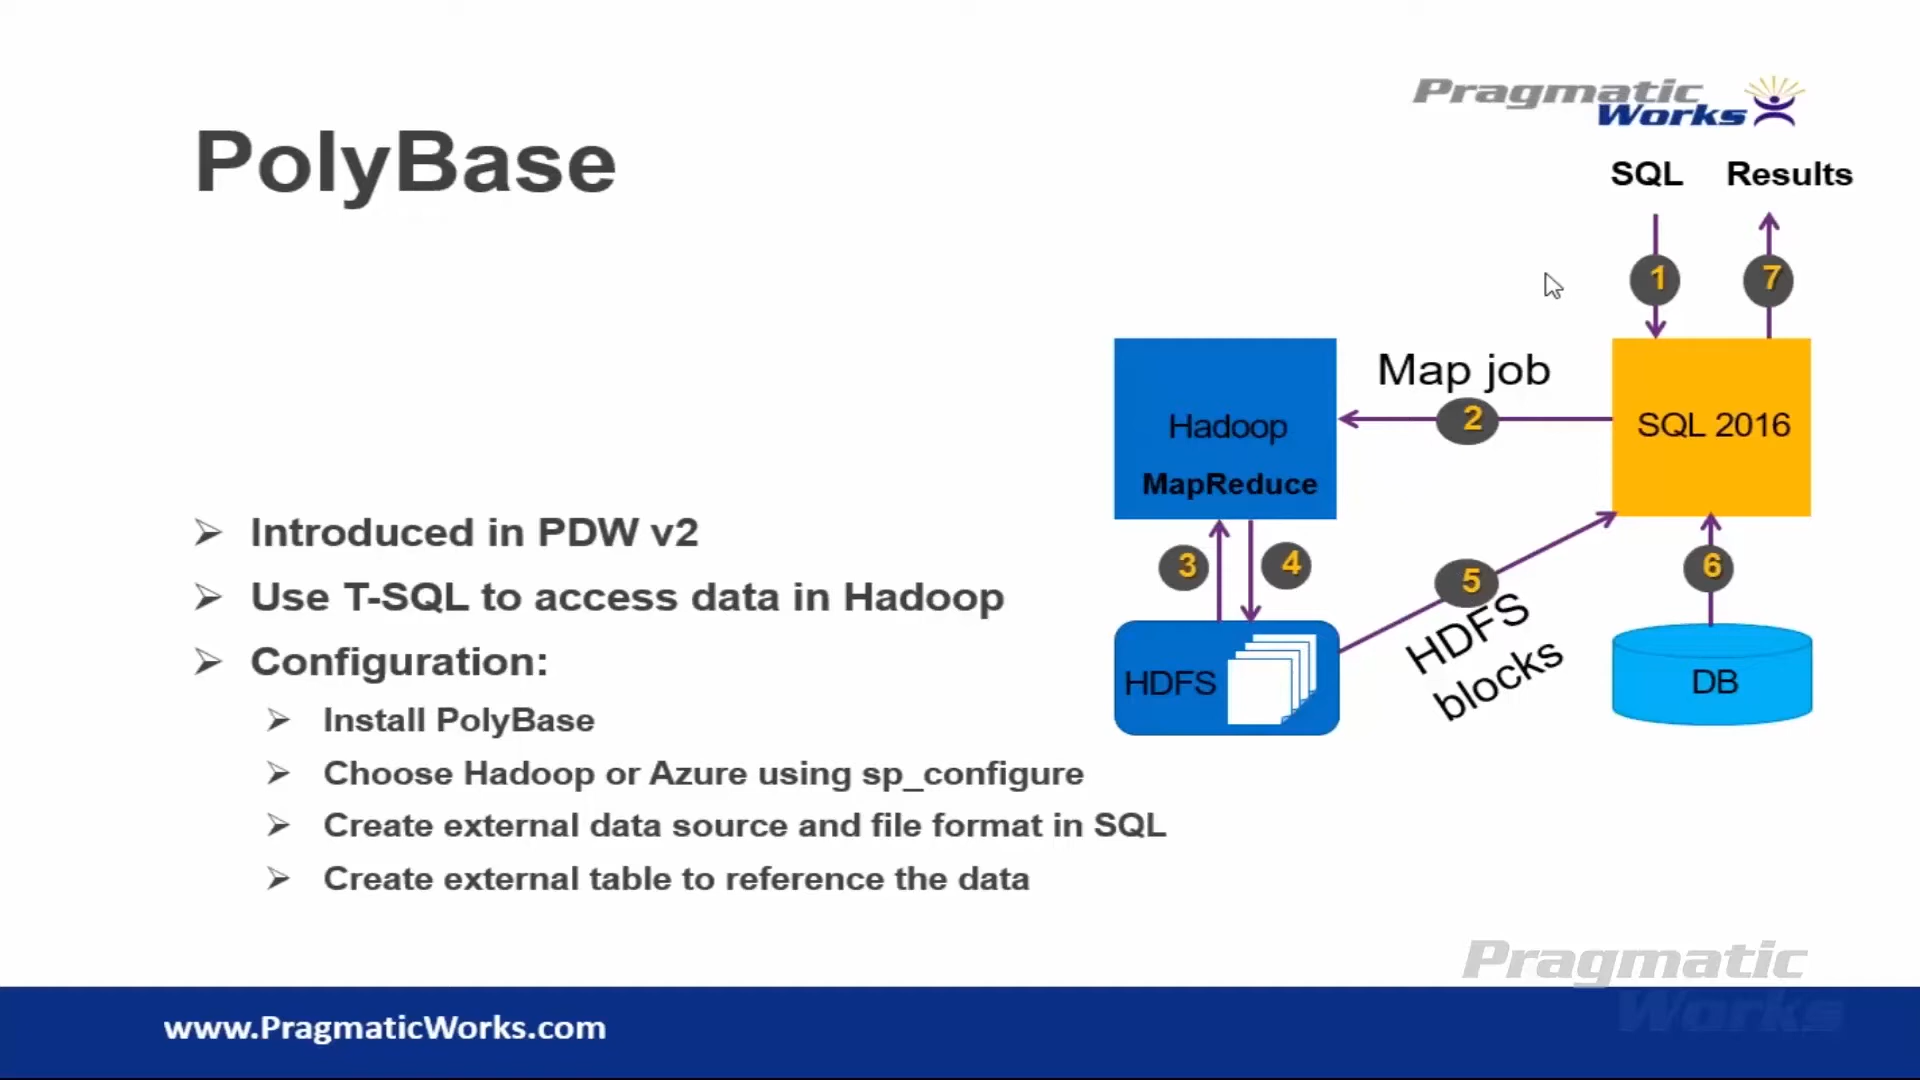 Pragmatic
Works
PolyBase
SQL Results
1 7
Map job
2
Hadoop
MapReduce
SQL 2016
Introduced in PDW v2
Use T-SQL to access data in Hadoop
Configuration:
Install PolyBase
Choose Hadoop or Azure using sp_configure
Create external data source and file format in SQL
Create external table to reference the data
3 4 5 6
HDFS
HDFS
blocks
DB
Pragmatic
Works
www.PragmaticWorks.com